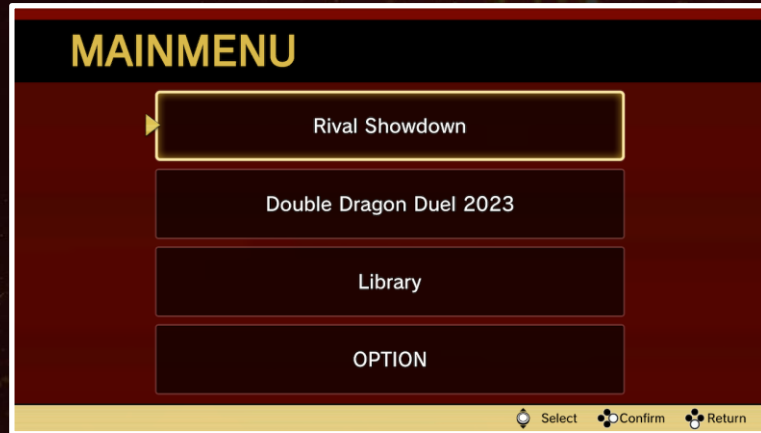 MAINMENU
Rival Showdown
Double Dragon Duel 2023
Library
OPTION
Select Confirm Return